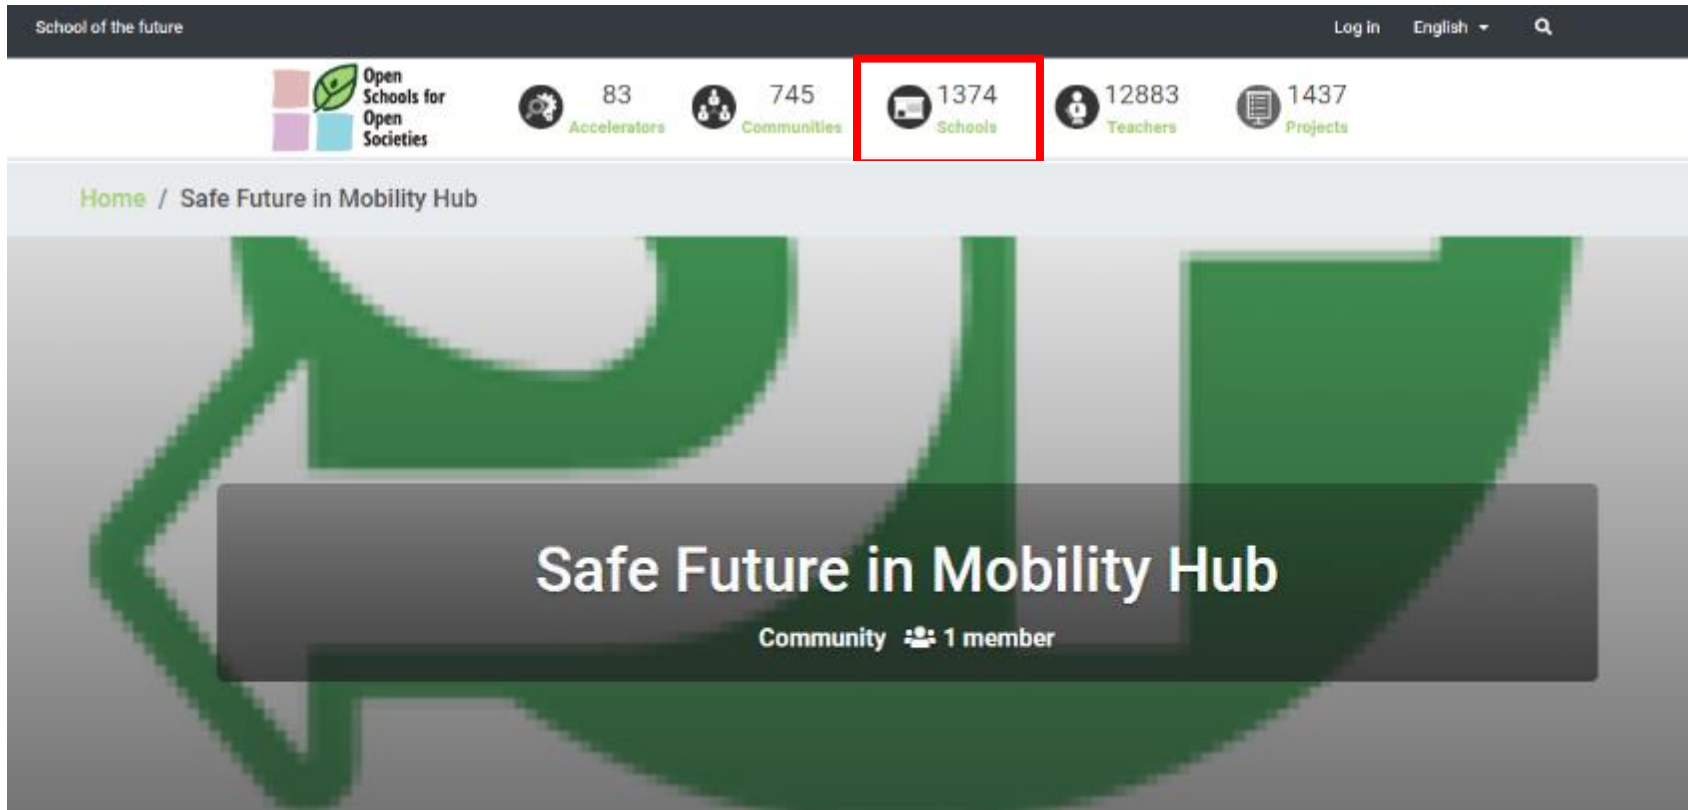 School of the future
Log in English
Open
Schools for
Open
Societies
83
Accelerators
745
Communities
1374
Schools
12883
Teachers
1437
Projects
Home / Safe Future in Mobility Hub
Safe Future in Mobility Hub
Community 1 member